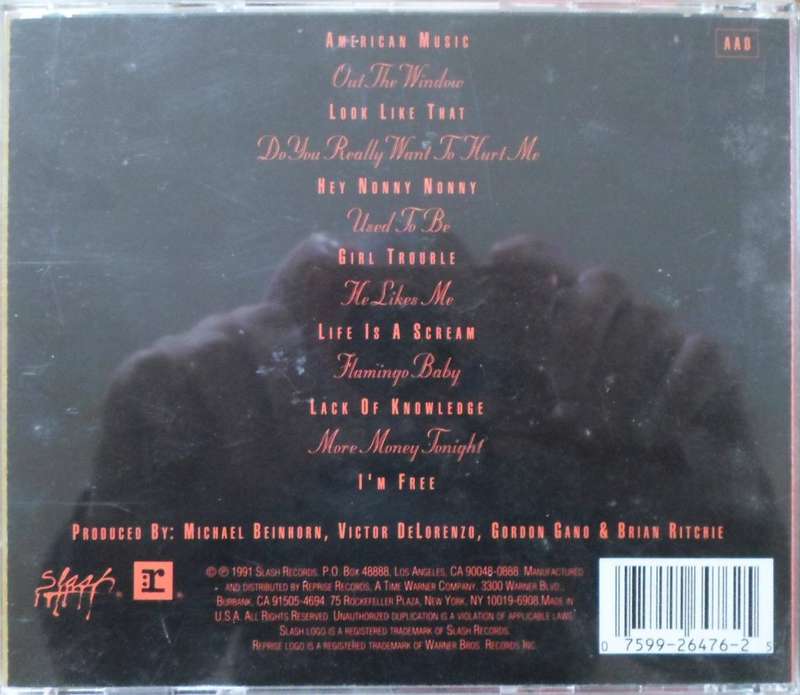 American Music
AAD
Out The Window
Look Like That
Do You Really Want To Hurt Me
Hey Nonny Nonny
Used To Be
Girl Trouble
He Likes Me
Life Is A Scream
Flamingo Baby
Lack Of Knowledge
More Money Tonight
I'm Free
Produced By: Michael Beinhorn, Victor DeLorenzo, Gordon Gano & Brian Ritchie
Slash
r
© ℗ 1991 Slash Records. P.O. Box 48888, Los Angeles, CA 90048-0888. Manufactured
and distributed by Reprise Records, A Time Warner Company. 3300 Warner Blvd.,
Burbank, CA 91505-4694 75 Rockefeller Plaza, New York, NY 10019-6908.Made in
U.S.A. All Rights Reserved. Unauthorized duplication is a violation of applicable laws.
Slash logo is a registered trademark of Slash Records.
Reprise logo is a registered trademark of Warner Bros. Records Inc.
0 7599-26476-2 5